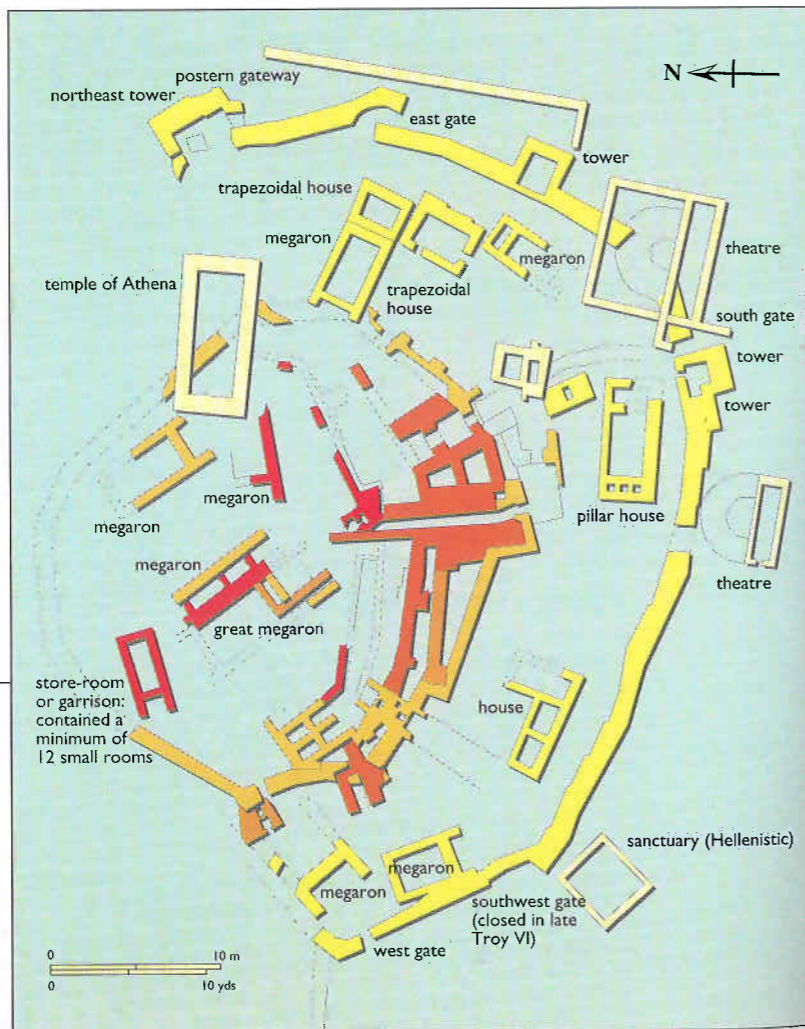 postern gateway
northeast tower
N
east gate
tower
trapezoidal house
megaron
megaron
theatre
temple of Athena
trapezoidal
house
south gate
tower
tower
megaron
pillar house
megaron
megaron
theatre
great megaron
store-room
or garrison:
contained a
minimum of
12 small rooms
house
sanctuary (Hellenistic)
megaron
megaron
southwest gate
(closed in late
Troy VI)
west gate
0 10 m
0 10 yds